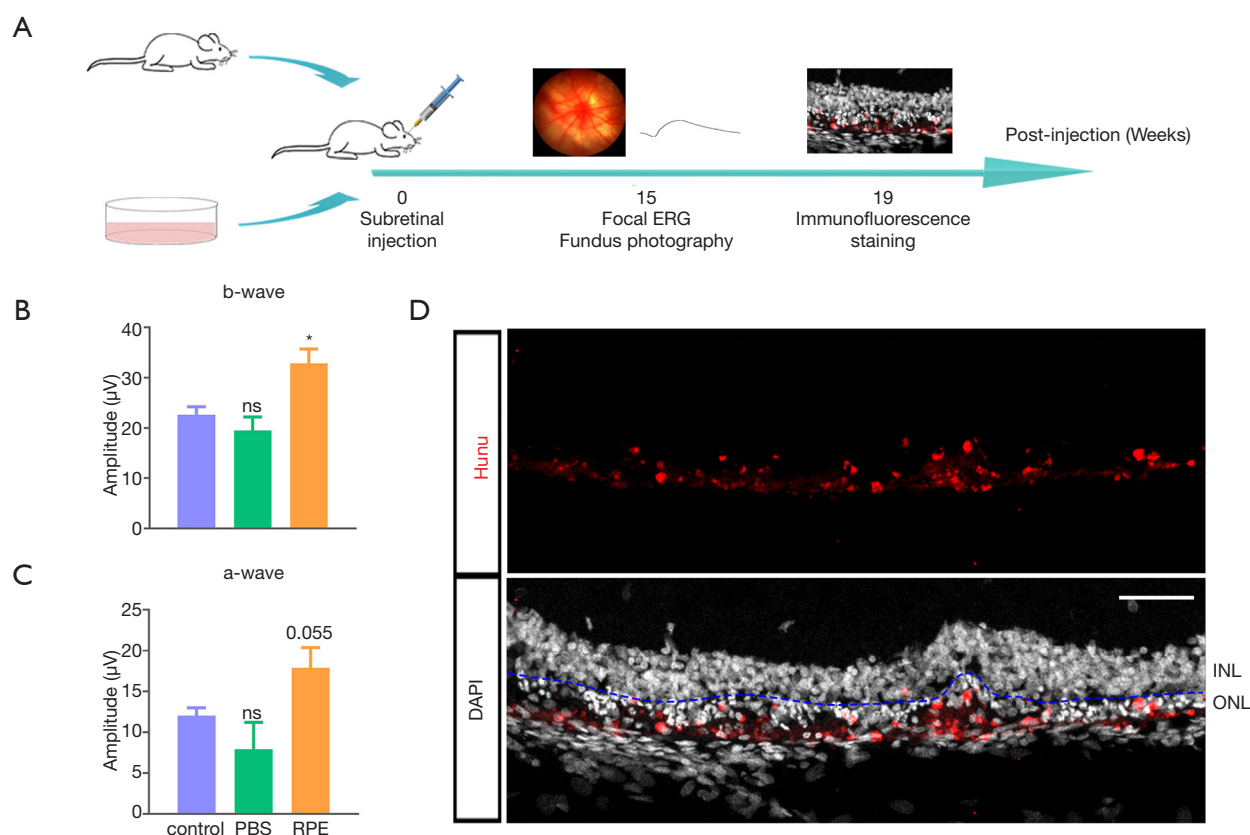 A
Post-injection (Weeks)
0
Subretinal
injection
15
Focal ERG
Fundus photography
19
Immunofluorescence
staining
B
b-wave
Amplitude (μV)
40
30
20
10
0
ns
*
C
a-wave
Amplitude (μV)
25
20
15
10
5
0
ns
0.055
control
PBS
RPE
D
Hunu
DAPI
INL
ONL